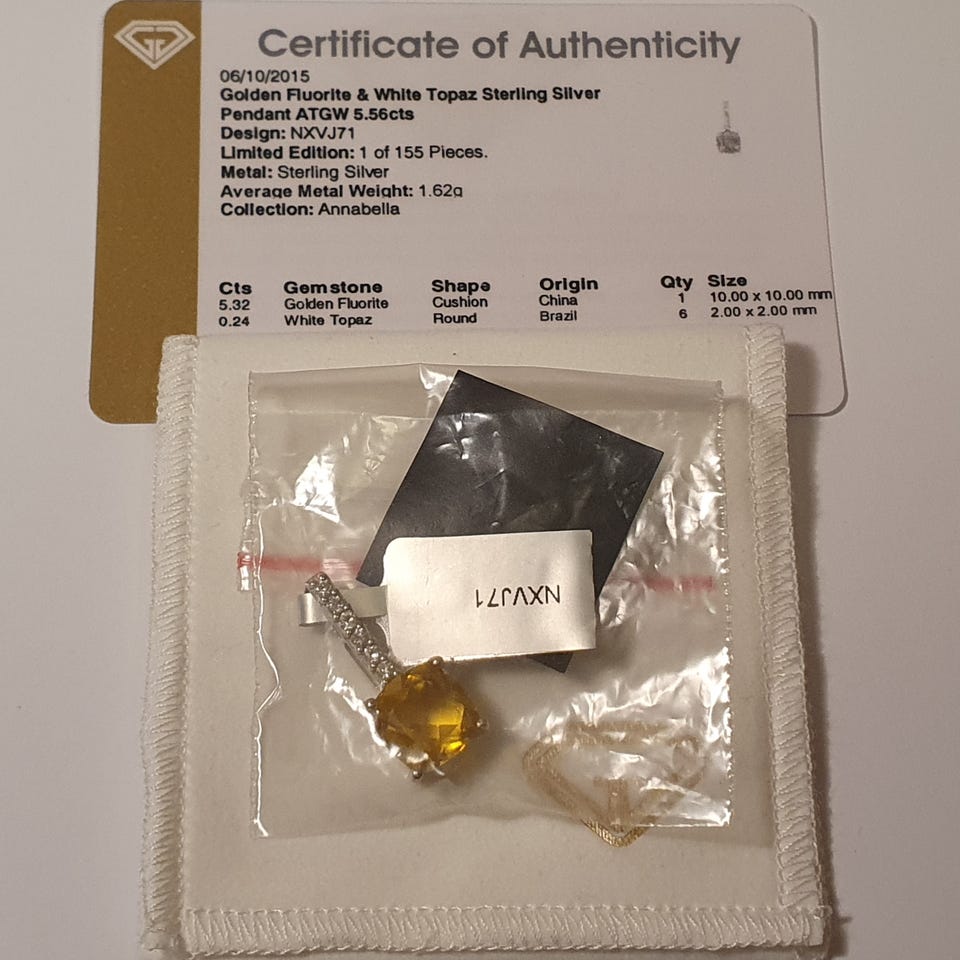 Certificate of Authenticity
06/10/2015
Golden Fluorite & White Topaz Sterling Silver
Pendant ATGW 5.56cts
Design: NXVJ71
Limited Edition: 1 of 155 Pieces.
Metal: Sterling Silver
Average Metal Weight: 1.62g
Collection: Annabella
Cts Gemstone Shape Origin Qty Size
5.32 Golden Fluorite Cushion China 1 10.00 x 10.00 mm
0.24 White Topaz Round Brazil 6 2.00 x 2.00 mm
NXVJ71